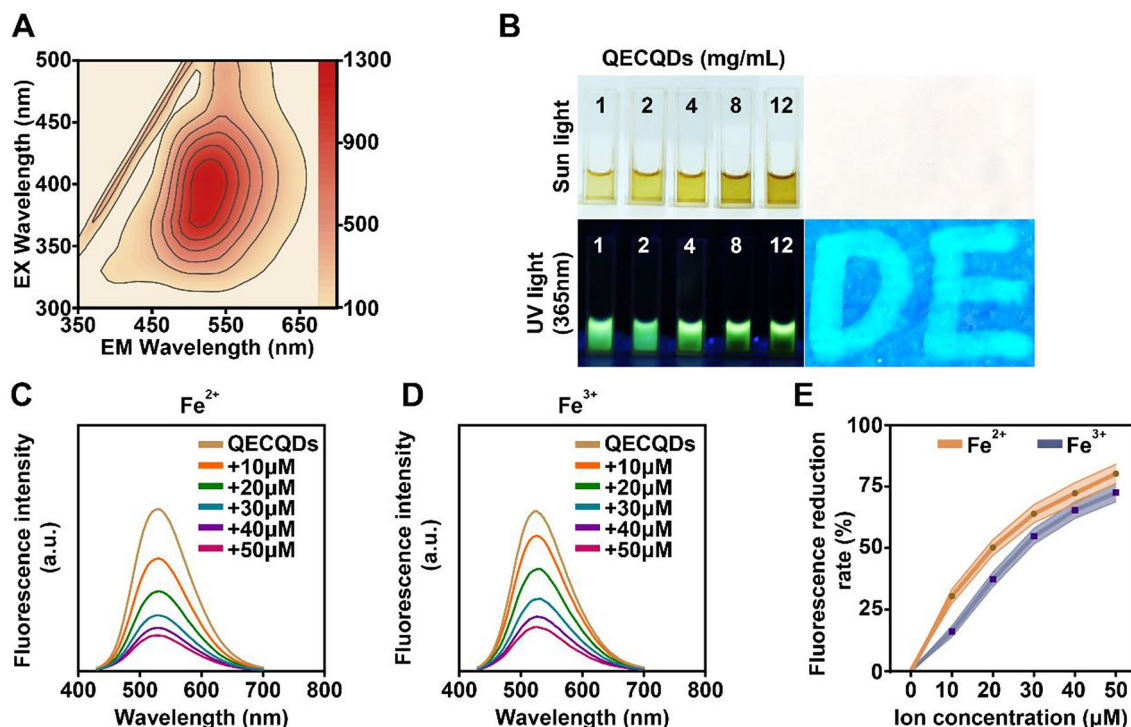 A
EX Wavelength (nm)
500
450
400
350
300
350
450
550
650
EM Wavelength (nm)
1300
900
500
100
B
QECQDs (mg/mL)
Sun light
1 2 4 8 12
UV light
(365nm)
1 2 4 8 12
DE
C
Fe2+
Fluorescence intensity
(a.u.)
QECQDs
+10µM
+20µM
+30µM
+40µM
+50µM
400 500 600 700 800
Wavelength (nm)
D
Fe3+
Fluorescence intensity
(a.u.)
QECQDs
+10µM
+20µM
+30µM
+40µM
+50µM
400 500 600 700 800
Wavelength (nm)
E
Fluorescence reduction
rate (%)
100
75
50
25
0
Fe2+ Fe3+
0 10 20 30 40 50
Ion concentration (µM)